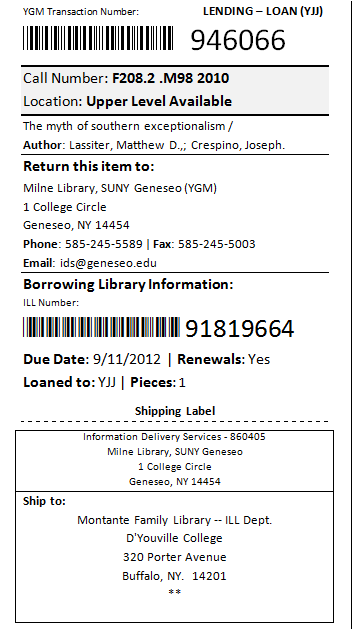 YGM Transaction Number:
LENDING – LOAN (YJJ)
946066
Call Number: F208.2 .M98 2010
Location: Upper Level Available
The myth of southern exceptionalism /
Author: Lassiter, Matthew D.,; Crespino, Joseph.
Return this item to:
Milne Library, SUNY Geneseo (YGM)
1 College Circle
Geneseo, NY 14454
Phone: 585-245-5589 | Fax: 585-245-5003
Email: ids@geneseo.edu
Borrowing Library Information:
ILL Number:
91819664
Due Date: 9/11/2012 | Renewals: Yes
Loaned to: YJJ | Pieces: 1
Shipping Label
Information Delivery Services - 860405
Milne Library, SUNY Geneseo
1 College Circle
Geneseo, NY 14454
Ship to:
Montante Family Library -- ILL Dept.
D'Youville College
320 Porter Avenue
Buffalo, NY. 14201
**